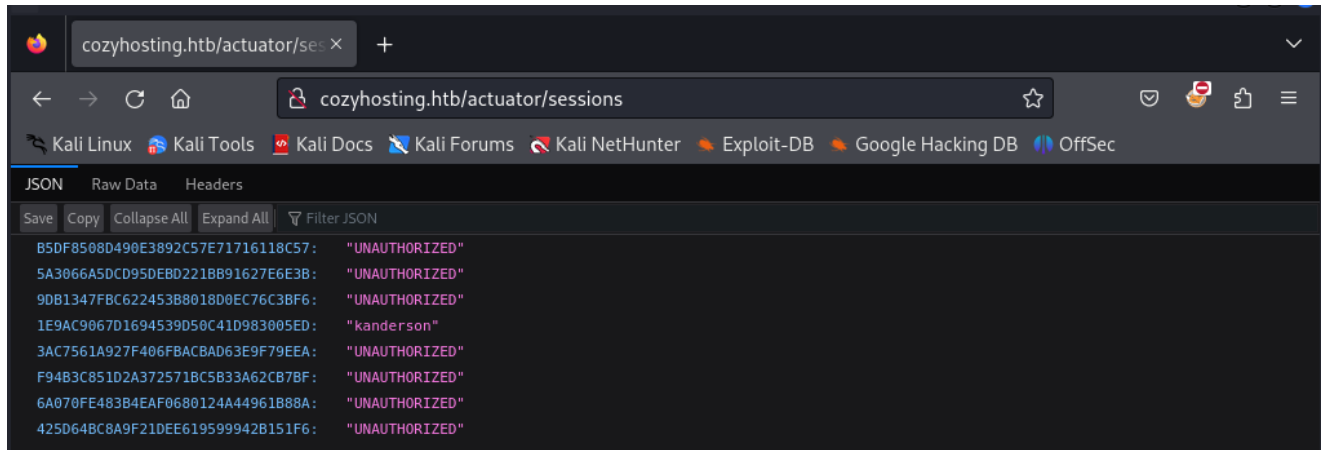 cozyhosting.htb/actuator/ses
cozyhosting.htb/actuator/sessions
Kali Linux Kali Tools Kali Docs Kali Forums Kali NetHunter Exploit-DB Google Hacking DB OffSec
JSON Raw Data Headers
Save Copy Collapse All Expand All Filter JSON
B5DF8508D490E3892C57E71716118C57: "UNAUTHORIZED"
5A3066A5DCD95DEBD221BB91627E6E3B: "UNAUTHORIZED"
9DB1347FBC622453B8018D0EC76C3BF6: "UNAUTHORIZED"
1E9AC9067D1694539D50C41D983005ED: "kanderson"
3AC7561A927F406FBACBAD63E9F79EEA: "UNAUTHORIZED"
F94B3C851D2A372571BC5B33A62CB7BF: "UNAUTHORIZED"
6A070FE483B4EAF0680124A44961B88A: "UNAUTHORIZED"
425D64BC8A9F21DEE619599942B151F6: "UNAUTHORIZED"